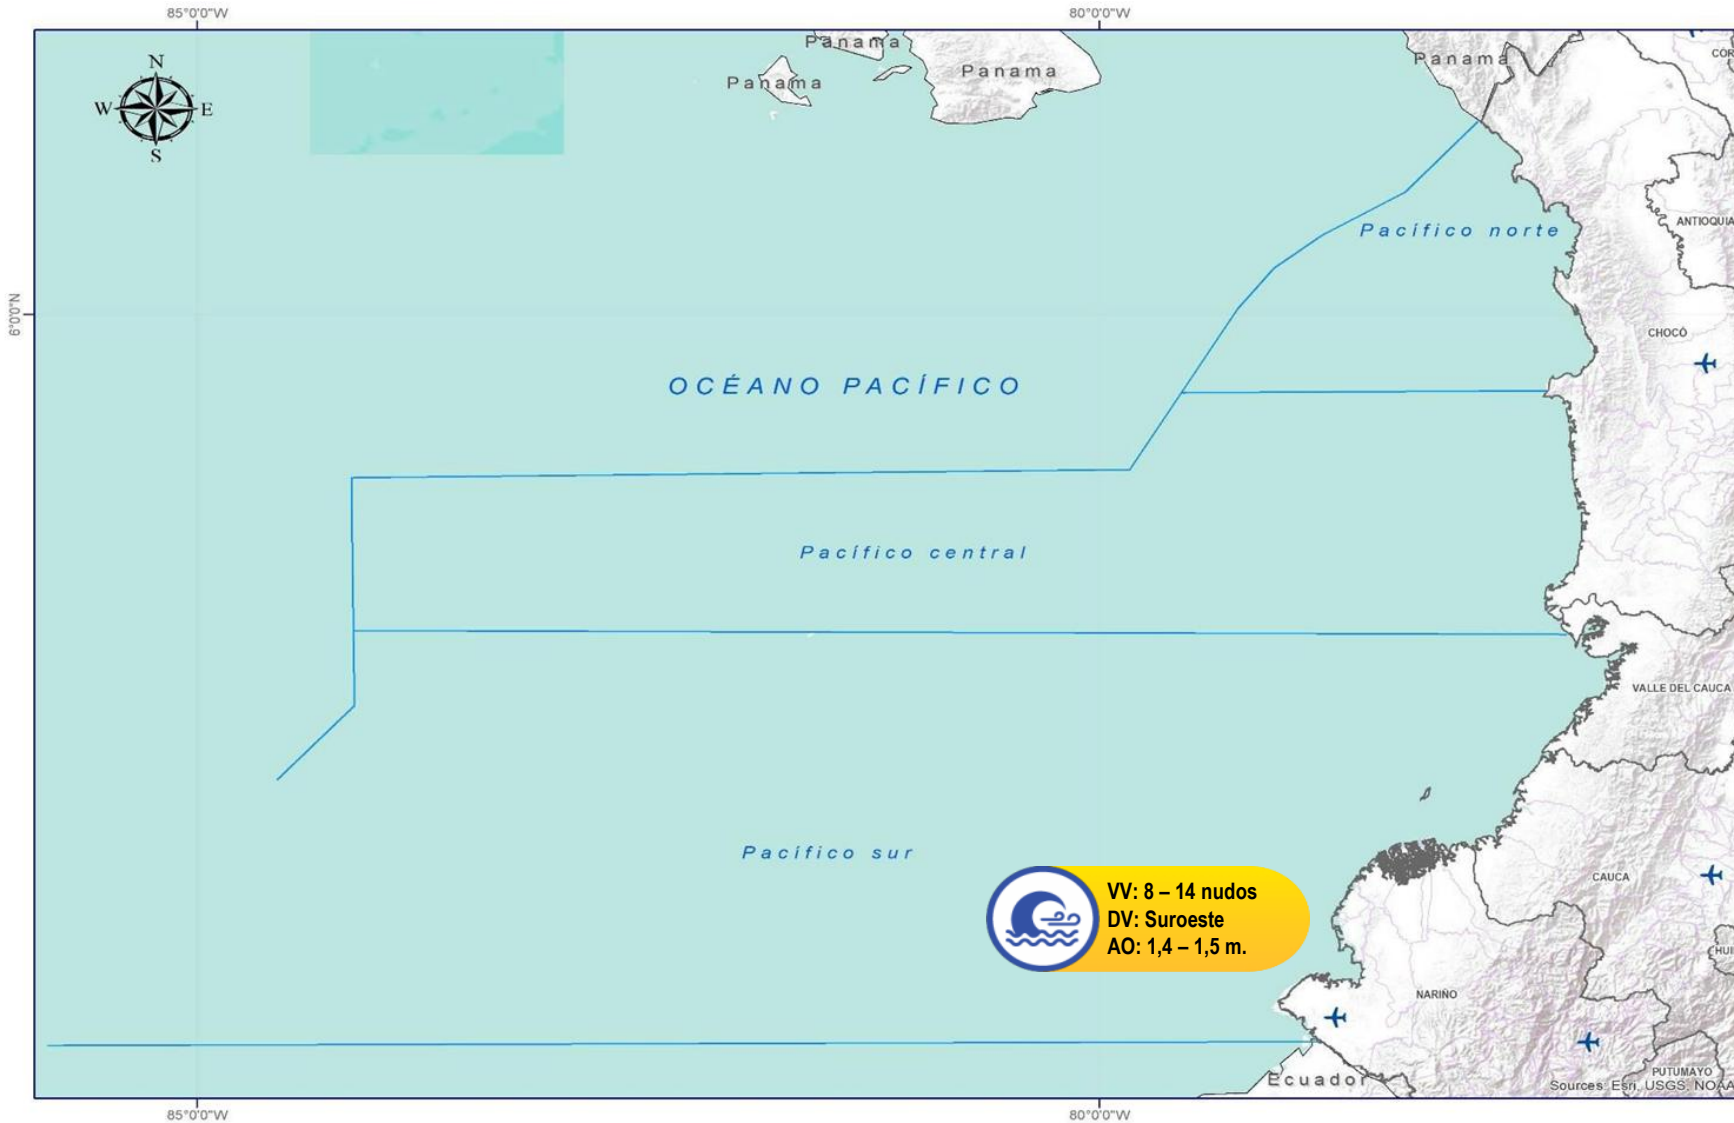 85°0'0"W
80°0'0"W
N
W
E
S
Panama
Panama
Panama
Panama
COR
ANTIOQUIA
Pacífico norte
6°0'0"N
CHOCÓ
OCÉANO PACÍFICO
Pacífico central
VALLE DEL CAUCA
Pacífico sur
VV: 8 – 14 nudos
DV: Suroeste
AO: 1,4 – 1,5 m.
CAUCA
HUI
NARIÑO
PUTUMAYO
Ecuador
Sources: Esri, USGS, NOAA
85°0'0"W
80°0'0"W